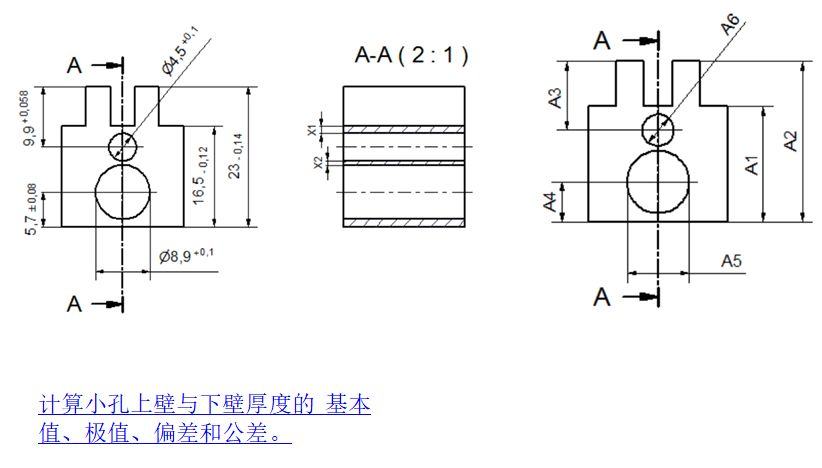 A
A-A ( 2 : 1 )
A
Ø4,5+0,1
A6
9,9+0,058
5,7±0,08
16,5-0,12
23-0,14
X1
X2
A3
A4
A1
A2
Ø8,9+0,1
A5
A
A
计算小孔上壁与下壁厚度的 基本
值、极值、偏差和公差。